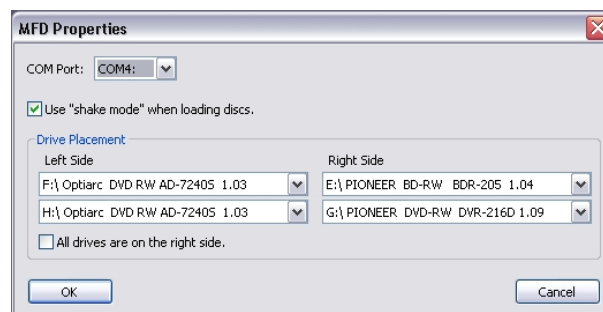 MFD Properties
COM Port: COM4:
Use "shake mode" when loading discs.
Drive Placement
Left Side Right Side
F:\ Optiarc DVD RW AD-7240S 1.03 E:\ PIONEER BD-RW BDR-205 1.04
H:\ Optiarc DVD RW AD-7240S 1.03 G:\ PIONEER DVD-RW DVR-216D 1.09
All drives are on the right side.
OK Cancel